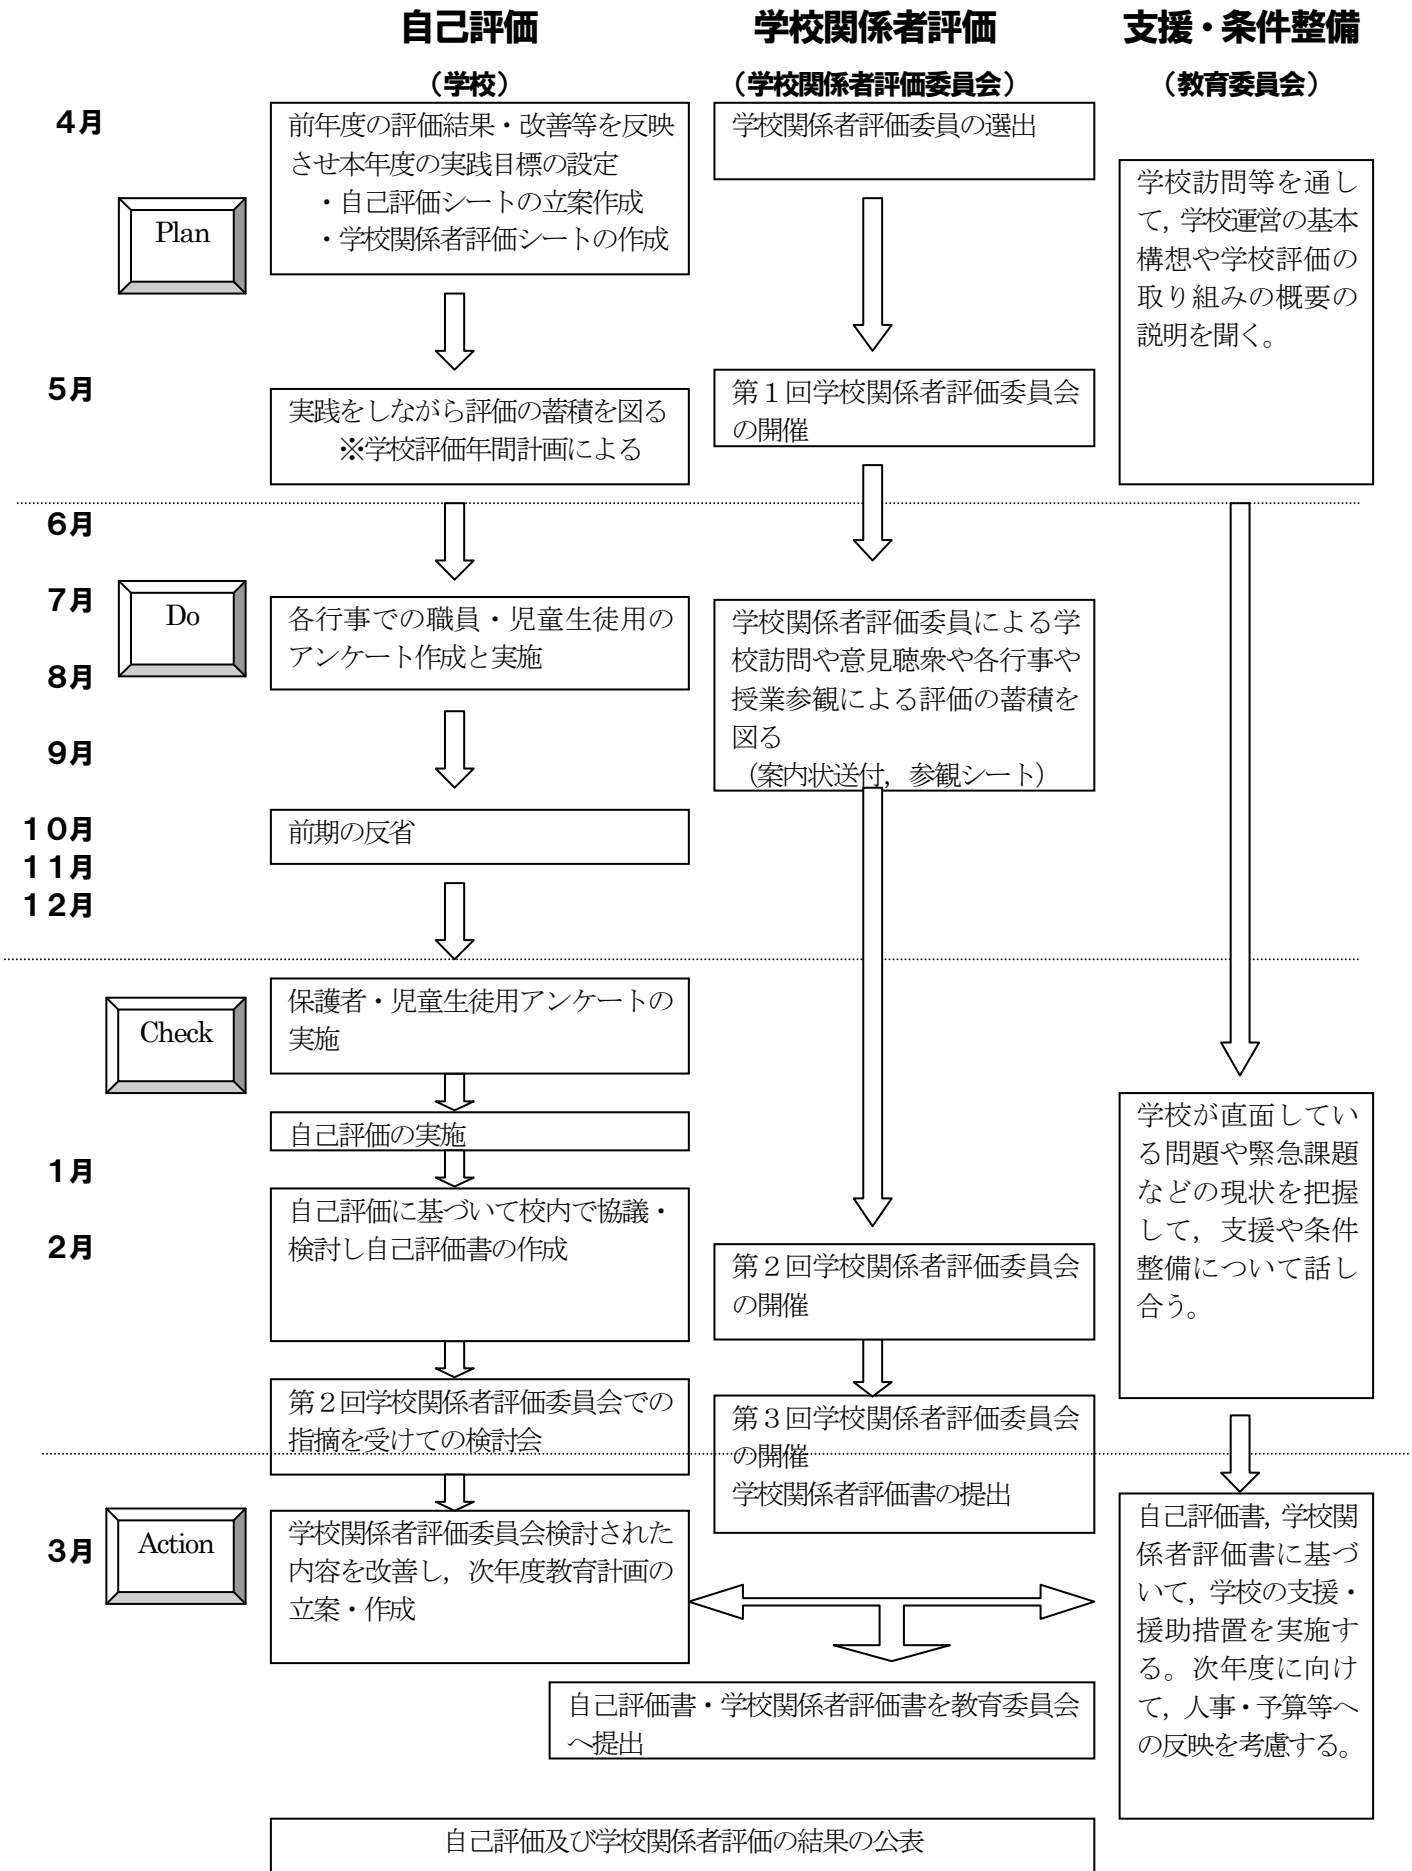 自己評価
学校関係者評価
支援・条件整備
（学校）
（学校関係者評価委員会）
（教育委員会）
４月
前年度の評価結果・改善等を反映
させ本年度の実践目標の設定
・自己評価シートの立案作成
・学校関係者評価シートの作成
学校関係者評価委員の選出
Plan
学校訪問等を通し
て，学校運営の基本
構想や学校評価の
取り組みの概要の
説明を聞く。
５月
実践をしながら評価の蓄積を図る
※学校評価年間計画による
第１回学校関係者評価委員会
の開催
６月
７月
Do
各行事での職員・児童生徒用の
アンケート作成と実施
学校関係者評価委員による学
校訪問や意見聴衆や各行事や
授業参観による評価の蓄積を
図る
（案内状送付，参観シート）
８月
９月
１０月
前期の反省
１１月
１２月
Check
保護者・児童生徒用アンケートの
実施
自己評価の実施
１月
自己評価に基づいて校内で協議・
検討し自己評価書の作成
２月
第２回学校関係者評価委員会
の開催
学校が直面してい
る問題や緊急課題
などの現状を把握
して，支援や条件
整備について話し
合う。
第２回学校関係者評価委員会での
指摘を受けての検討会
第３回学校関係者評価委員会
の開催
学校関係者評価書の提出
３月
Action
学校関係者評価委員会検討された
内容を改善し，次年度教育計画の
立案・作成
自己評価書，学校関
係者評価書に基づ
いて，学校の支援・
援助措置を実施す
る。次年度に向け
て，人事・予算等へ
の反映を考慮する。
自己評価書・学校関係者評価書を教育委員会
へ提出
自己評価及び学校関係者評価の結果の公表